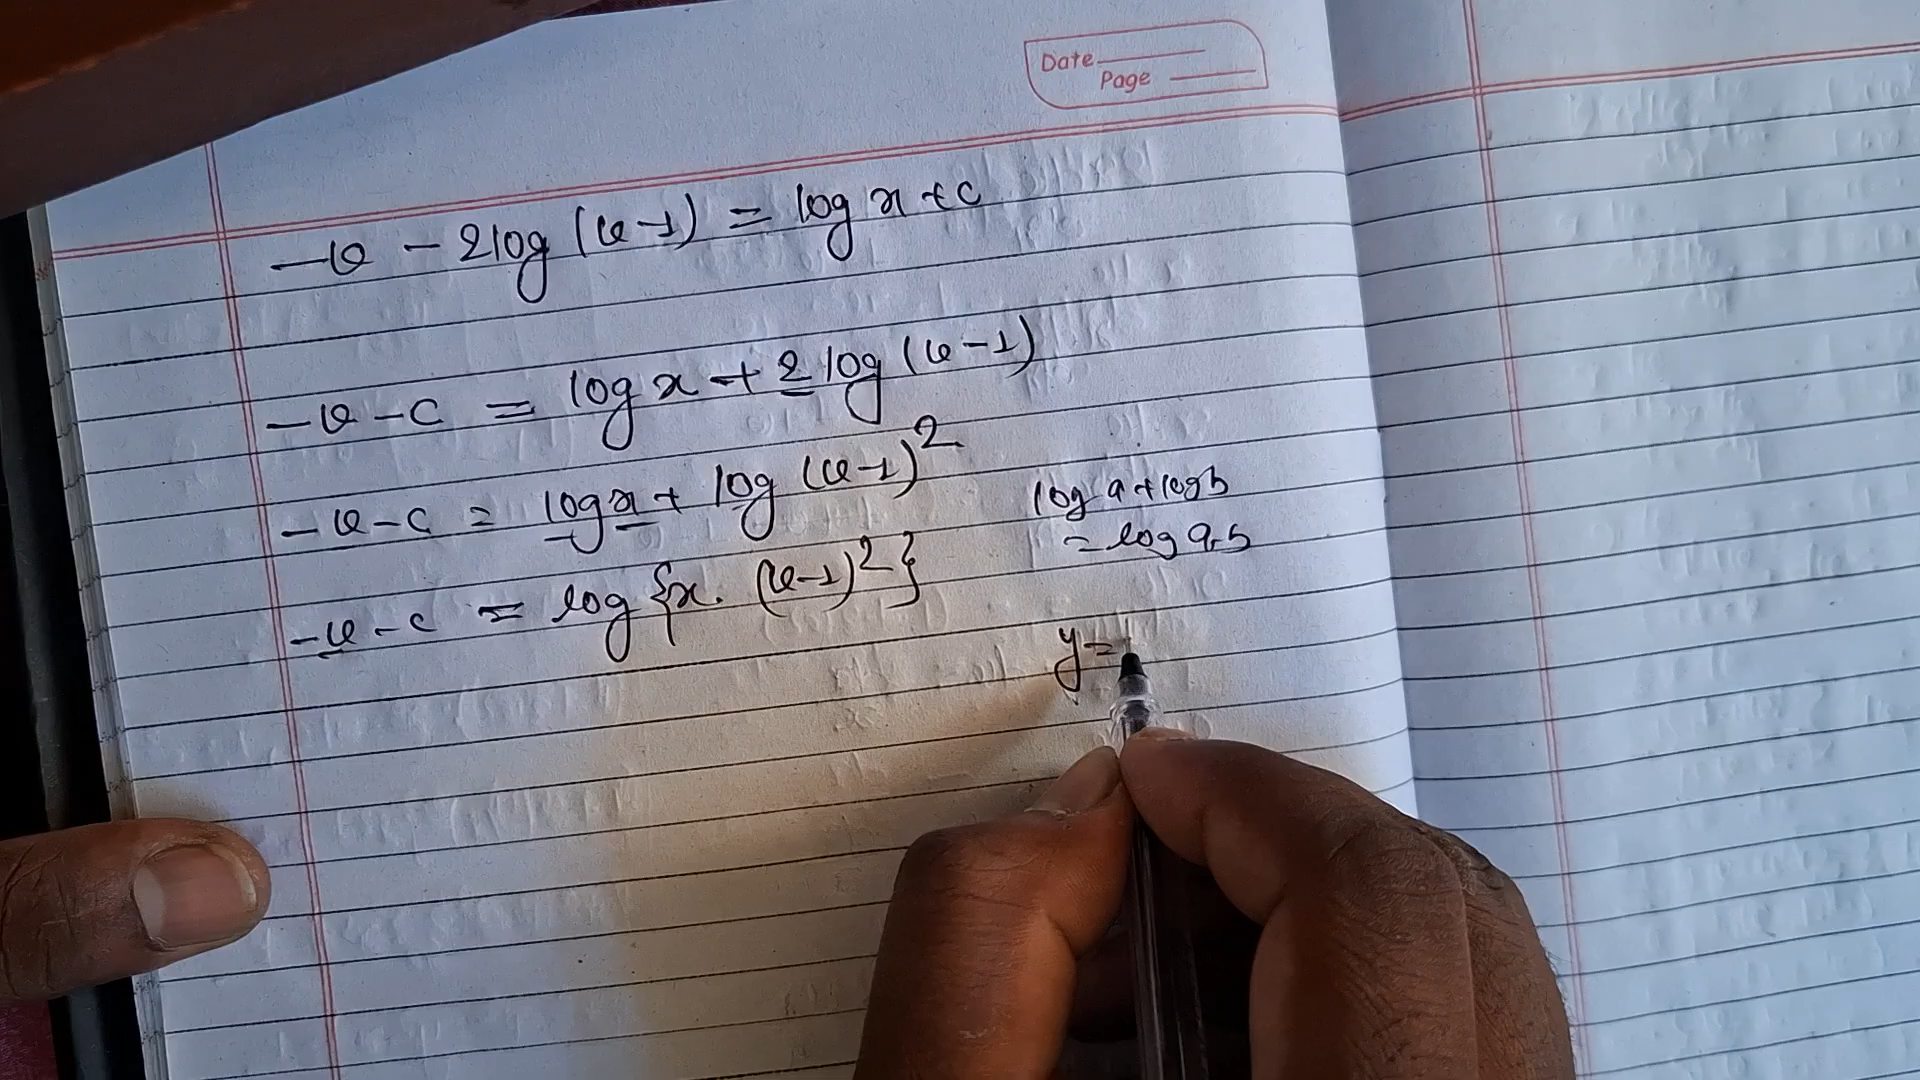 Date
Page
-v - 2log (v-1) = log x + c
-v - c = log x + 2 log (v-1)
-v - c = log x + log (v-1)²
log a + log b
= log a.b
-v - c = log {x. (v-1)²}
y =